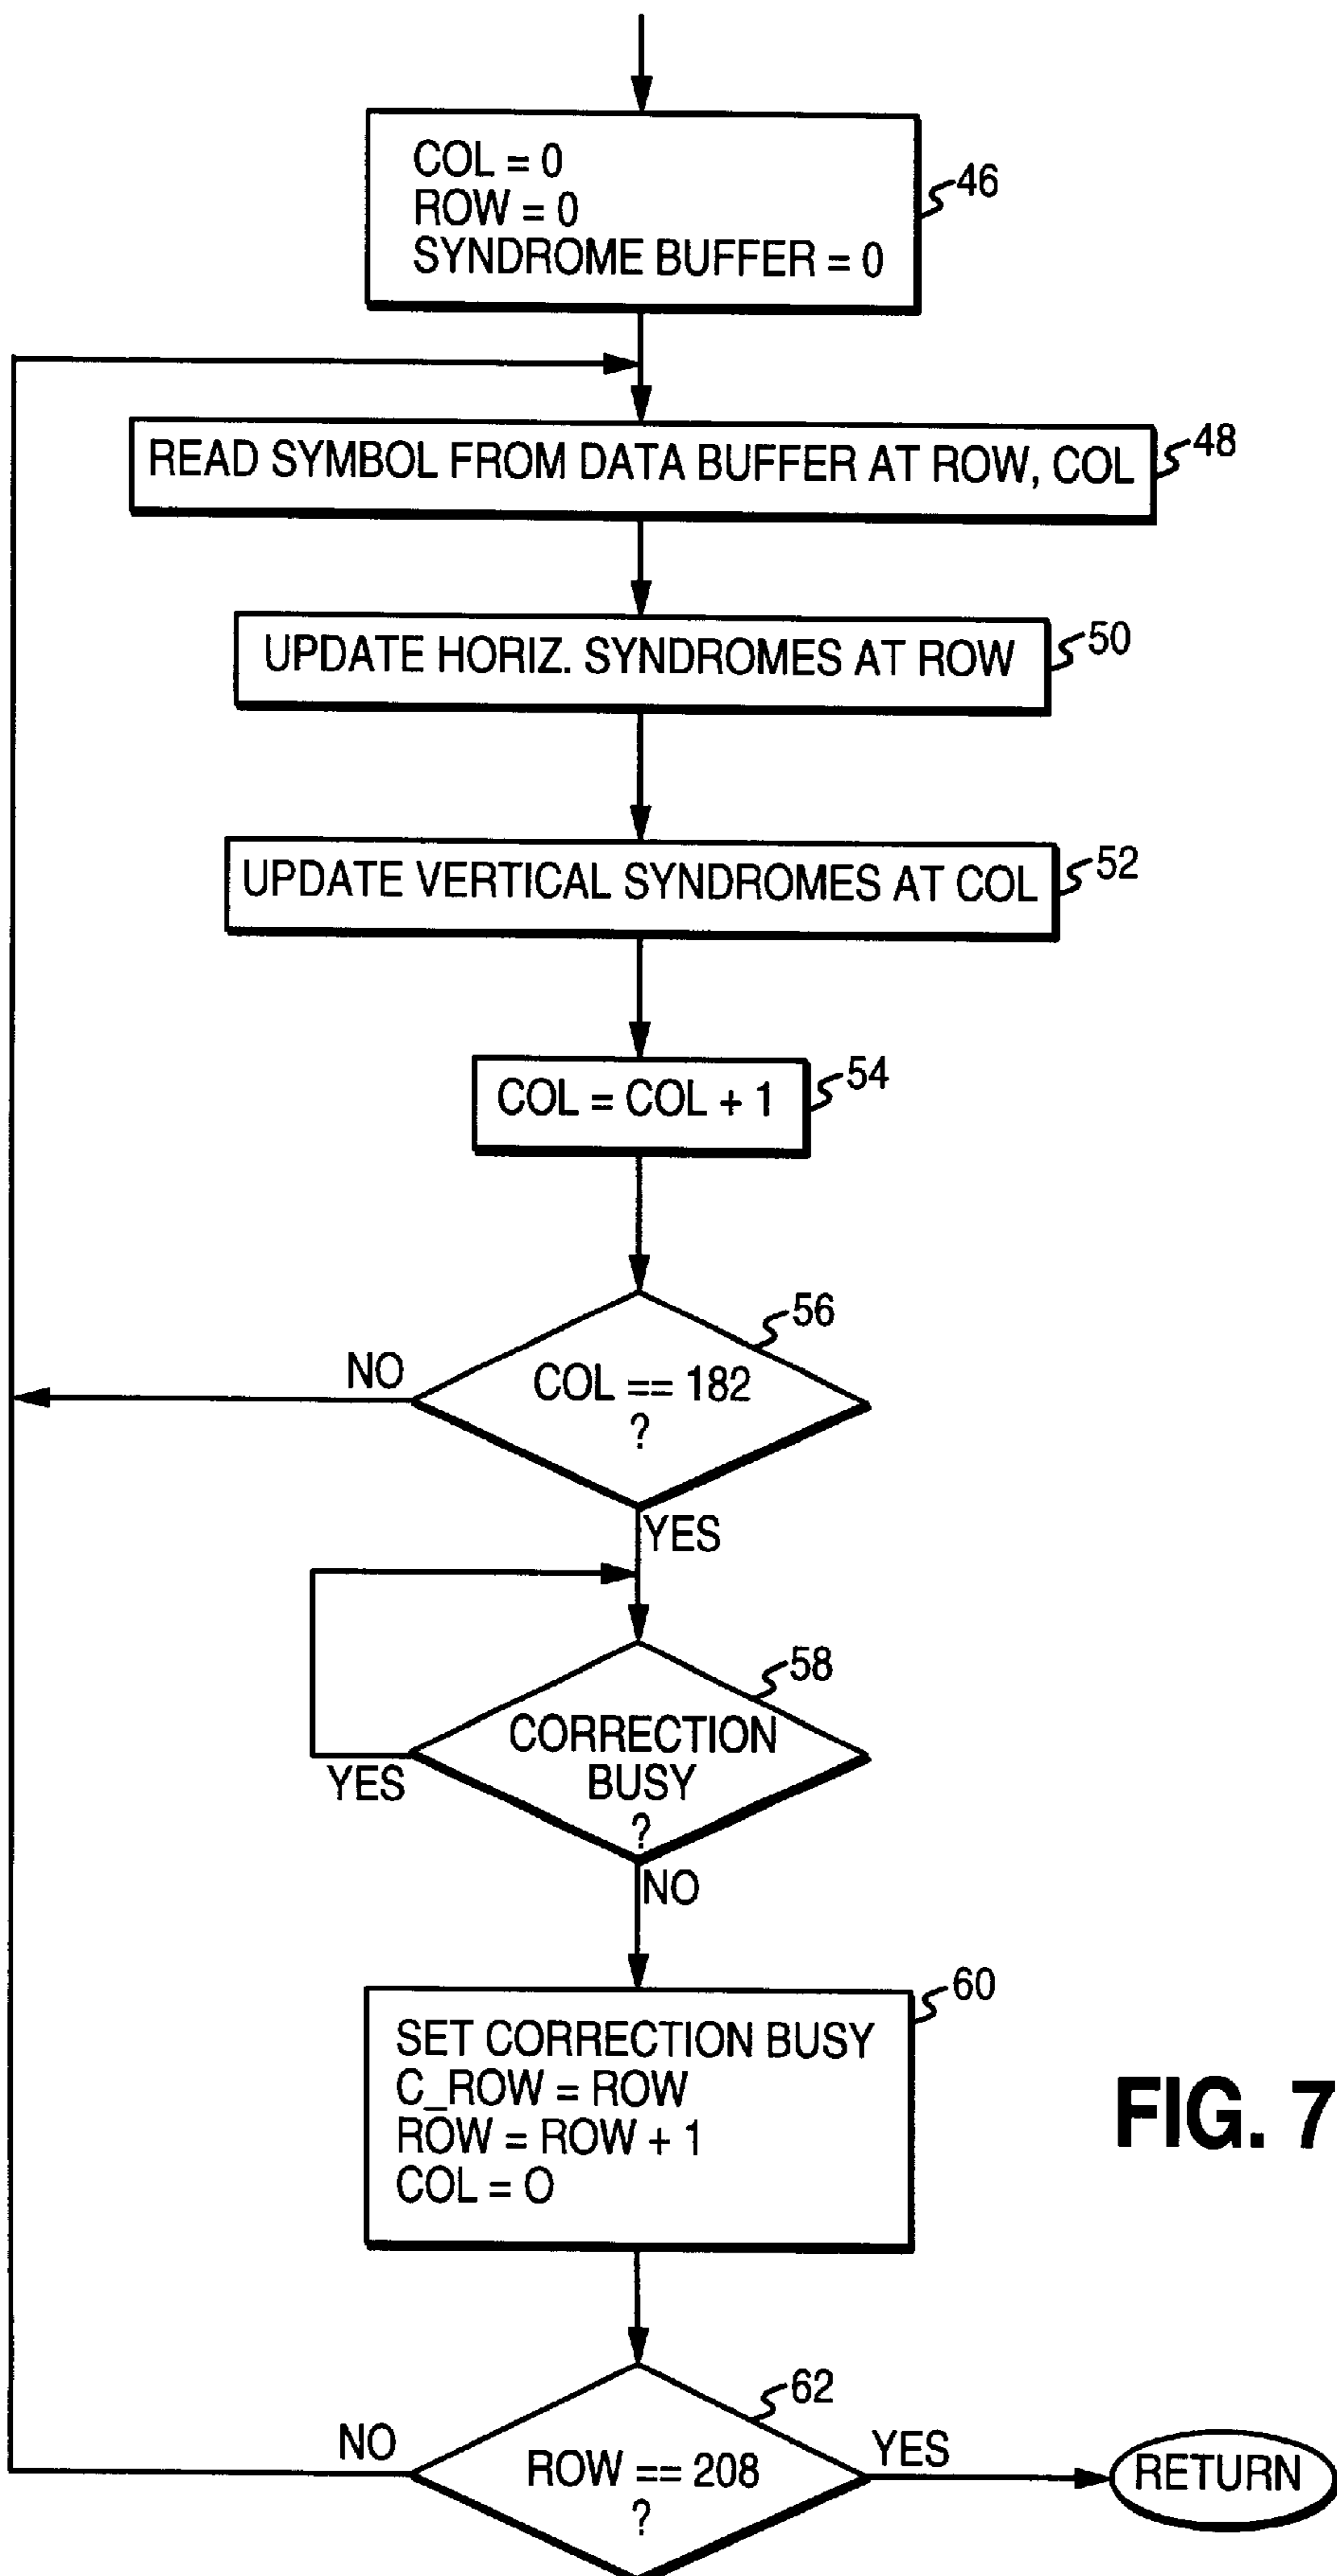 COL = 0
ROW = 0
SYNDROME BUFFER = 0
46
READ SYMBOL FROM DATA BUFFER AT ROW, COL
48
UPDATE HORIZ. SYNDROMES AT ROW
50
UPDATE VERTICAL SYNDROMES AT COL
52
COL = COL + 1
54
56
NO
COL == 182
?
YES
58
CORRECTION
BUSY
?
YES
NO
60
SET CORRECTION BUSY
C_ROW = ROW
ROW = ROW + 1
COL = O
FIG. 7
62
NO
ROW == 208
?
YES
RETURN